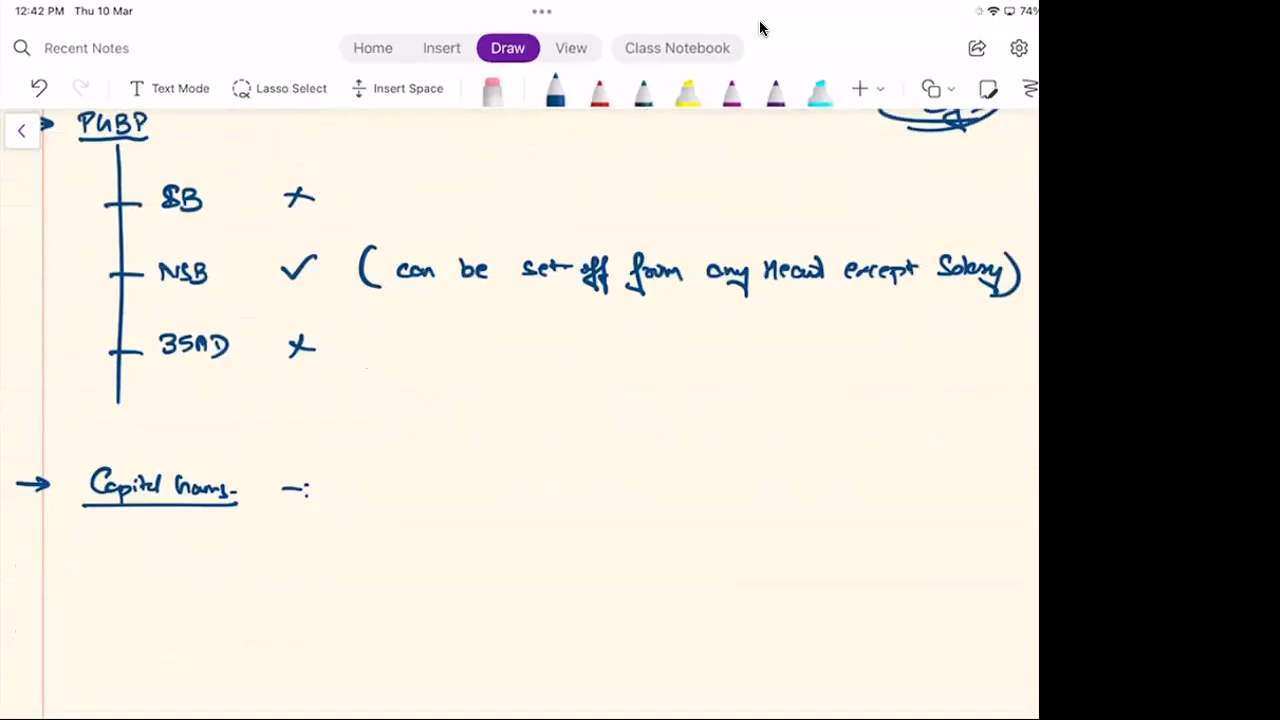 12:42 PM Thu 10 Mar
74%
Recent Notes
Home Insert Draw View Class Notebook
Text Mode Lasso Select Insert Space
PGBP
SB ×
NSB ✓ (can be set-off from any Head except Salary)
35AD ×
→ Capital Gains - :